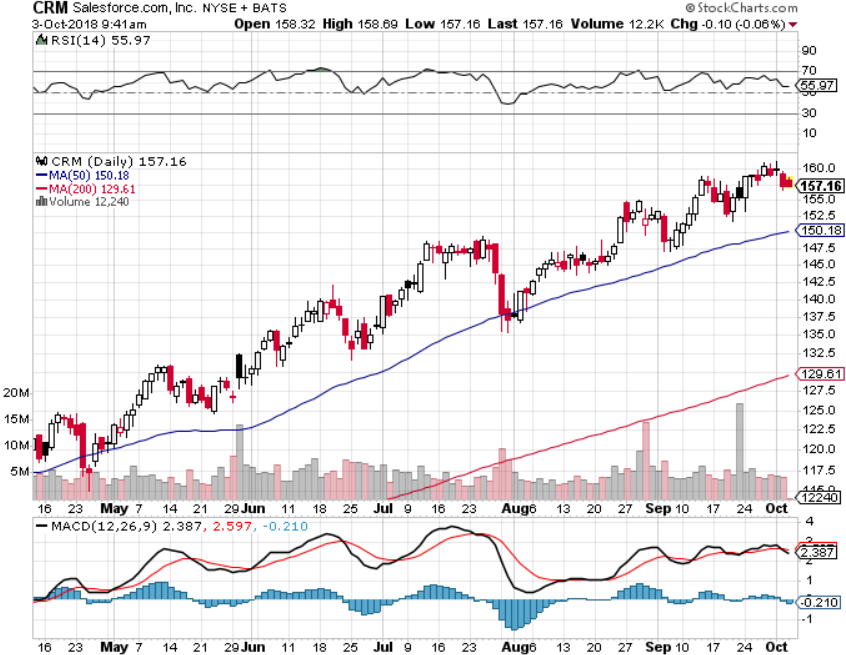 CRM Salesforce.com, Inc. NYSE + BATS © StockCharts.com
3-Oct-2018 9:41am Open 158.32 High 158.69 Low 157.16 Last 157.16 Volume 12.2K Chg -0.10 (-0.06%)
RSI(14) 55.97
90
70
55.97
30
10
CRM (Daily) 157.16
MA(50) 150.18
MA(200) 129.61
Volume 12,240
160.0
157.16
155.0
152.5
150.18
147.5
145.0
142.5
140.0
137.5
135.0
132.5
129.61
127.5
125.0
122.5
120.0
117.5
12240
20M
15M
10M
5M
16 23 May 7 14 21 29 Jun 11 18 25 Jul 9 16 23 Aug 6 13 20 27 Sep 10 17 24 Oct
MACD(12,26,9) 2.387, 2.597, -0.210
4
3
2.387
1
-0.210
-1
16 23 May 7 14 21 29 Jun 11 18 25 Jul 9 16 23 Aug 6 13 20 27 Sep 10 17 24 Oct